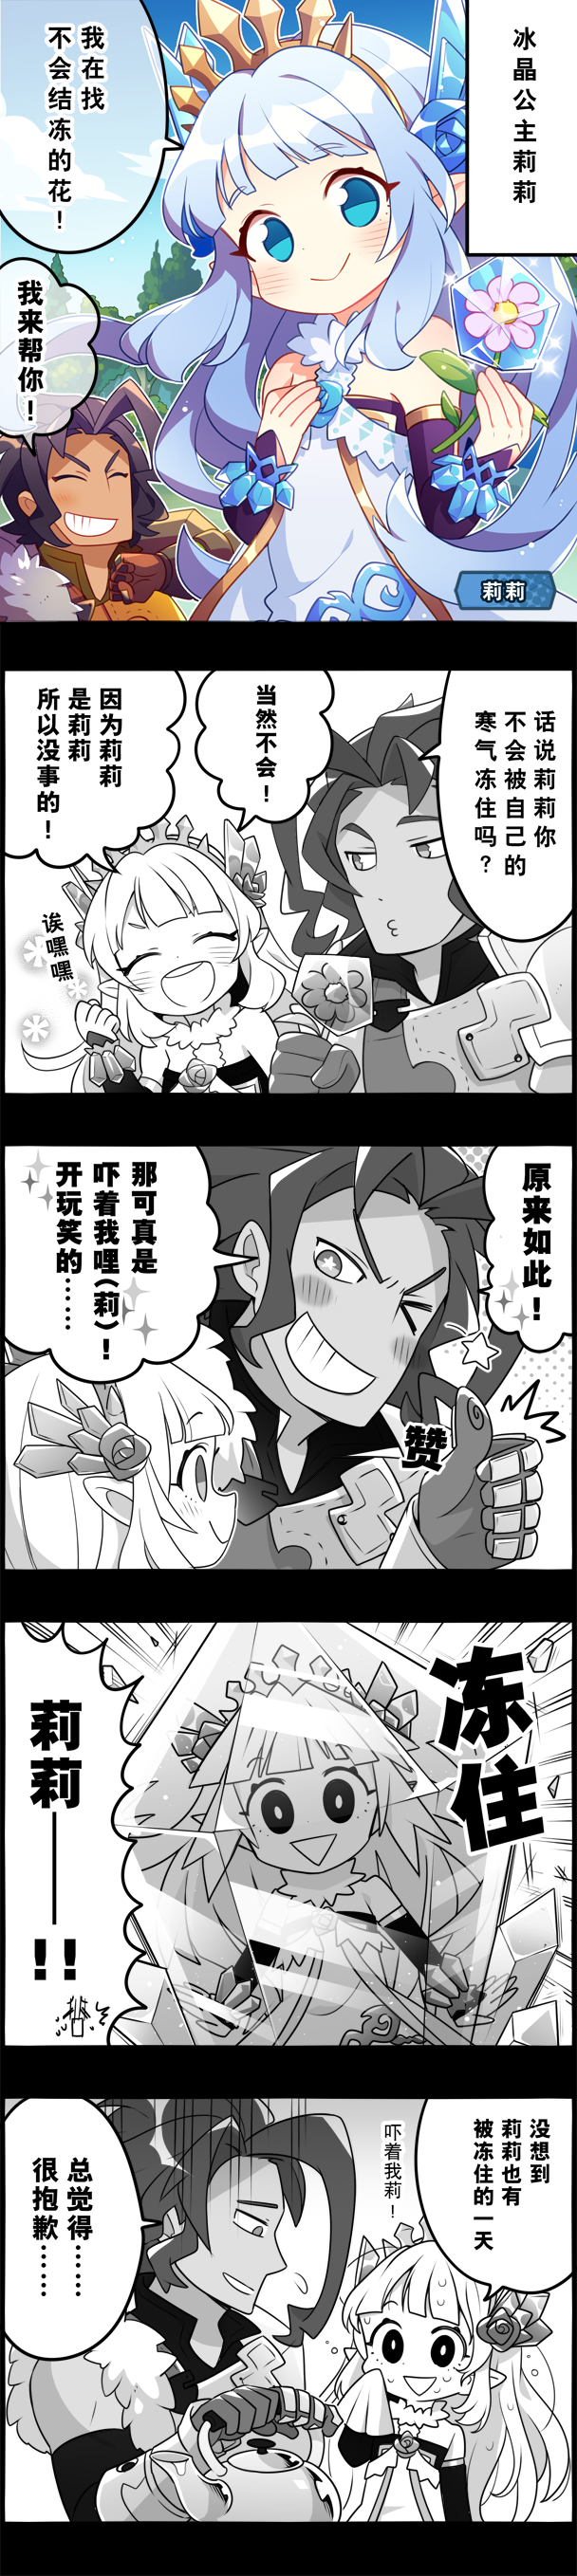 冰晶公主莉莉
我在找
不会结冻的花！
我来帮你！
莉莉
话说莉莉你
不会被自己的
寒气冻住吗？
当然不会！
因为莉莉
是莉莉
所以没事的！
诶嘿嘿
原来如此！
那可真是
吓着我哩(莉)！
开玩笑的……
赞
冻住
莉莉——!!
没想到
莉莉也有
被冻住的一天
吓着我莉！
总觉得……
很抱歉……